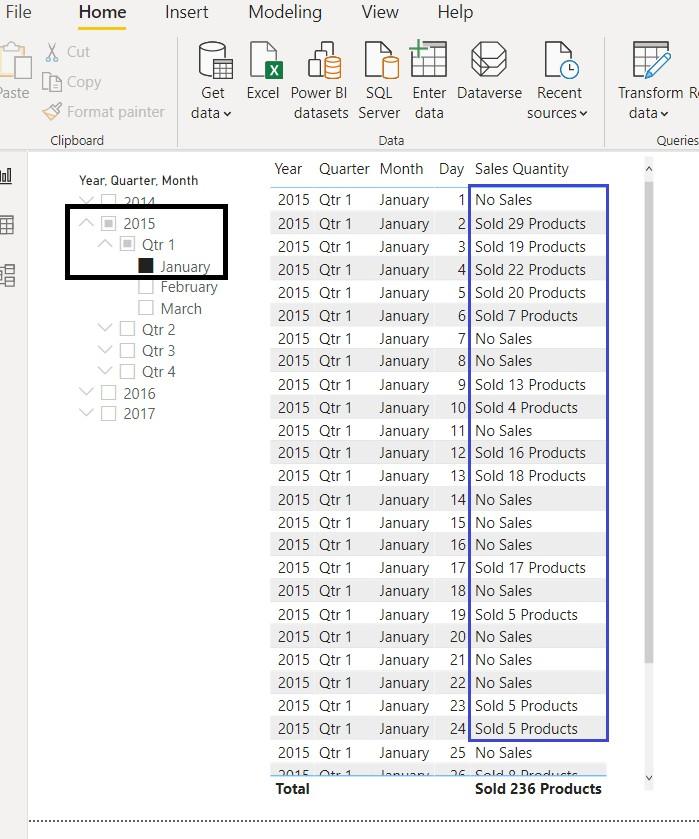 File Home Insert Modeling View Help
Paste
Cut
Copy
Format painter
Clipboard
Get data
Excel
Power BI datasets
SQL Server
Enter data
Dataverse
Recent sources
Data
Transform data
Queries
Year, Quarter, Month
2014
2015
Qtr 1
January
February
March
Qtr 2
Qtr 3
Qtr 4
2016
2017
Year Quarter Month Day Sales Quantity
2015 Qtr 1 January 1 No Sales
2015 Qtr 1 January 2 Sold 29 Products
2015 Qtr 1 January 3 Sold 19 Products
2015 Qtr 1 January 4 Sold 22 Products
2015 Qtr 1 January 5 Sold 20 Products
2015 Qtr 1 January 6 Sold 7 Products
2015 Qtr 1 January 7 No Sales
2015 Qtr 1 January 8 No Sales
2015 Qtr 1 January 9 Sold 13 Products
2015 Qtr 1 January 10 Sold 4 Products
2015 Qtr 1 January 11 No Sales
2015 Qtr 1 January 12 Sold 16 Products
2015 Qtr 1 January 13 Sold 18 Products
2015 Qtr 1 January 14 No Sales
2015 Qtr 1 January 15 No Sales
2015 Qtr 1 January 16 No Sales
2015 Qtr 1 January 17 Sold 17 Products
2015 Qtr 1 January 18 No Sales
2015 Qtr 1 January 19 Sold 5 Products
2015 Qtr 1 January 20 No Sales
2015 Qtr 1 January 21 No Sales
2015 Qtr 1 January 22 No Sales
2015 Qtr 1 January 23 Sold 5 Products
2015 Qtr 1 January 24 Sold 5 Products
2015 Qtr 1 January 25 No Sales
2015 Qtr 1 January 26 Sold 8 Products
Total Sold 236 Products